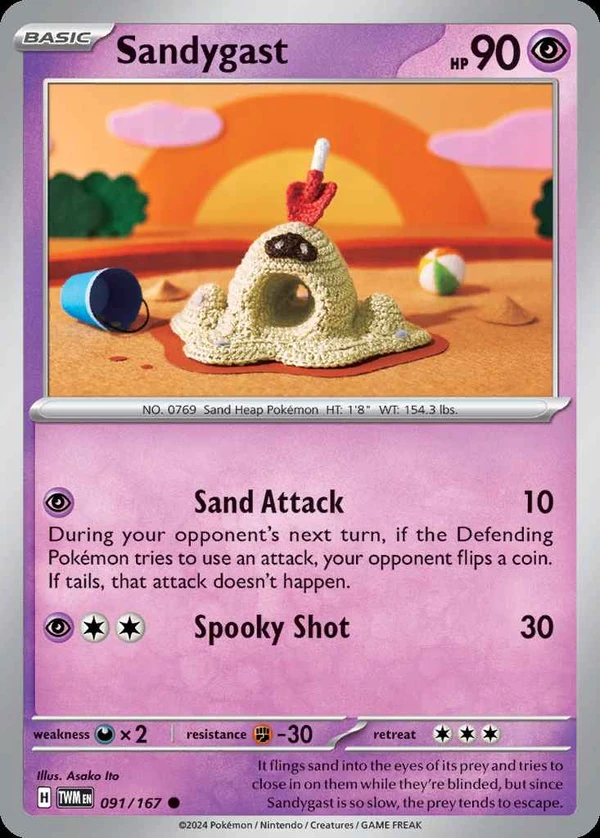 BASIC
Sandygast
HP 90
NO. 0769 Sand Heap Pokémon HT: 1'8" WT: 154.3 lbs.
Sand Attack 10
During your opponent's next turn, if the Defending
Pokémon tries to use an attack, your opponent flips a coin.
If tails, that attack doesn't happen.
Spooky Shot 30
weakness ×2 resistance -30 retreat
Illus. Asako Ito
H TWM EN 091/167
It flings sand into the eyes of its prey and tries to
close in on them while they're blinded, but since
Sandygast is so slow, the prey tends to escape.
©2024 Pokémon / Nintendo / Creatures / GAME FREAK